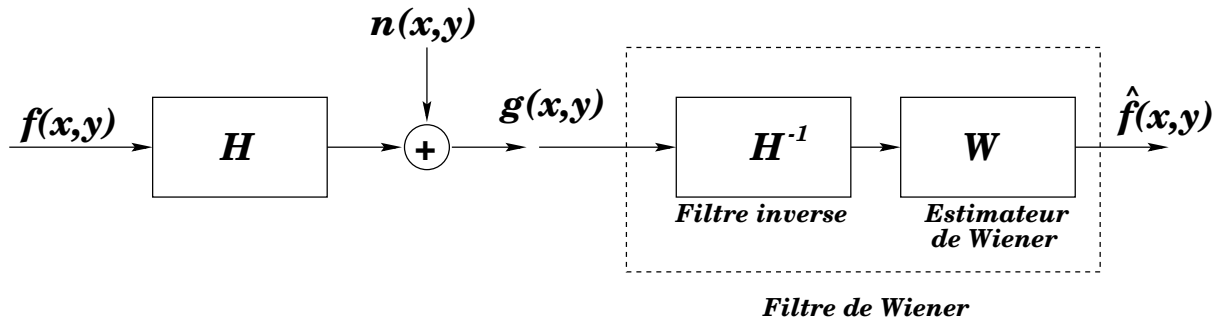 n(x,y)
f(x,y)
H
+
g(x,y)
H⁻¹
W
f̂(x,y)
Filtre inverse
Estimateur
de Wiener
Filtre de Wiener